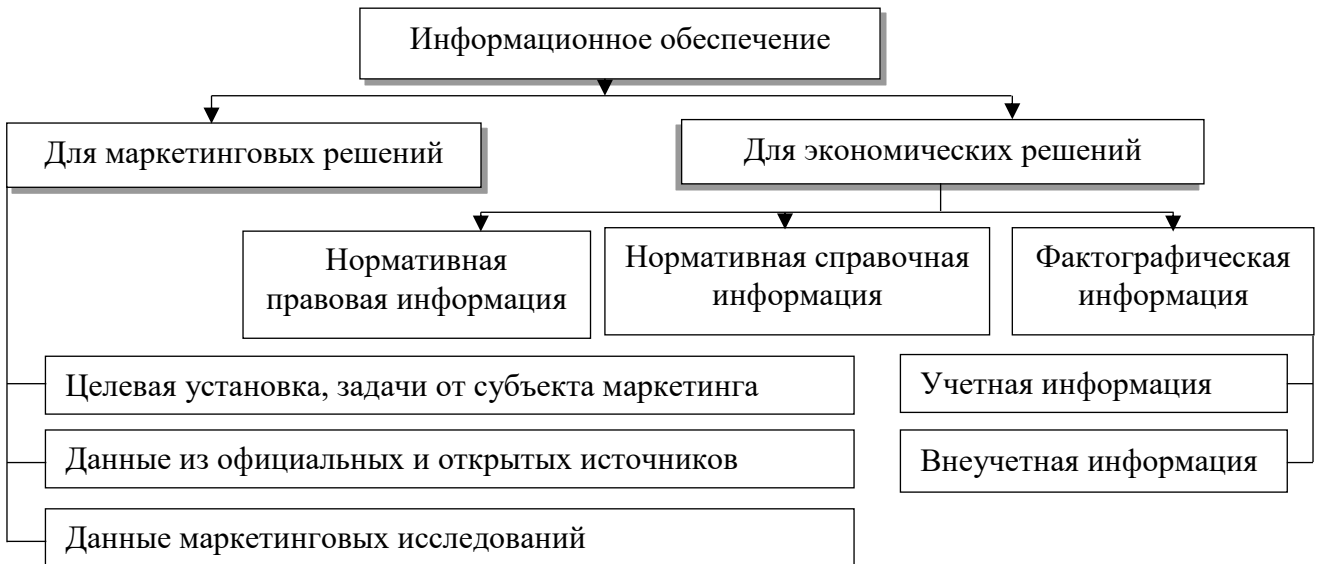 Информационное обеспечение
Для маркетинговых решений
Для экономических решений
Нормативная
правовая информация
Нормативная справочная
информация
Фактографическая
информация
Целевая установка, задачи от субъекта маркетинга
Учетная информация
Данные из официальных и открытых источников
Внеучетная информация
Данные маркетинговых исследований